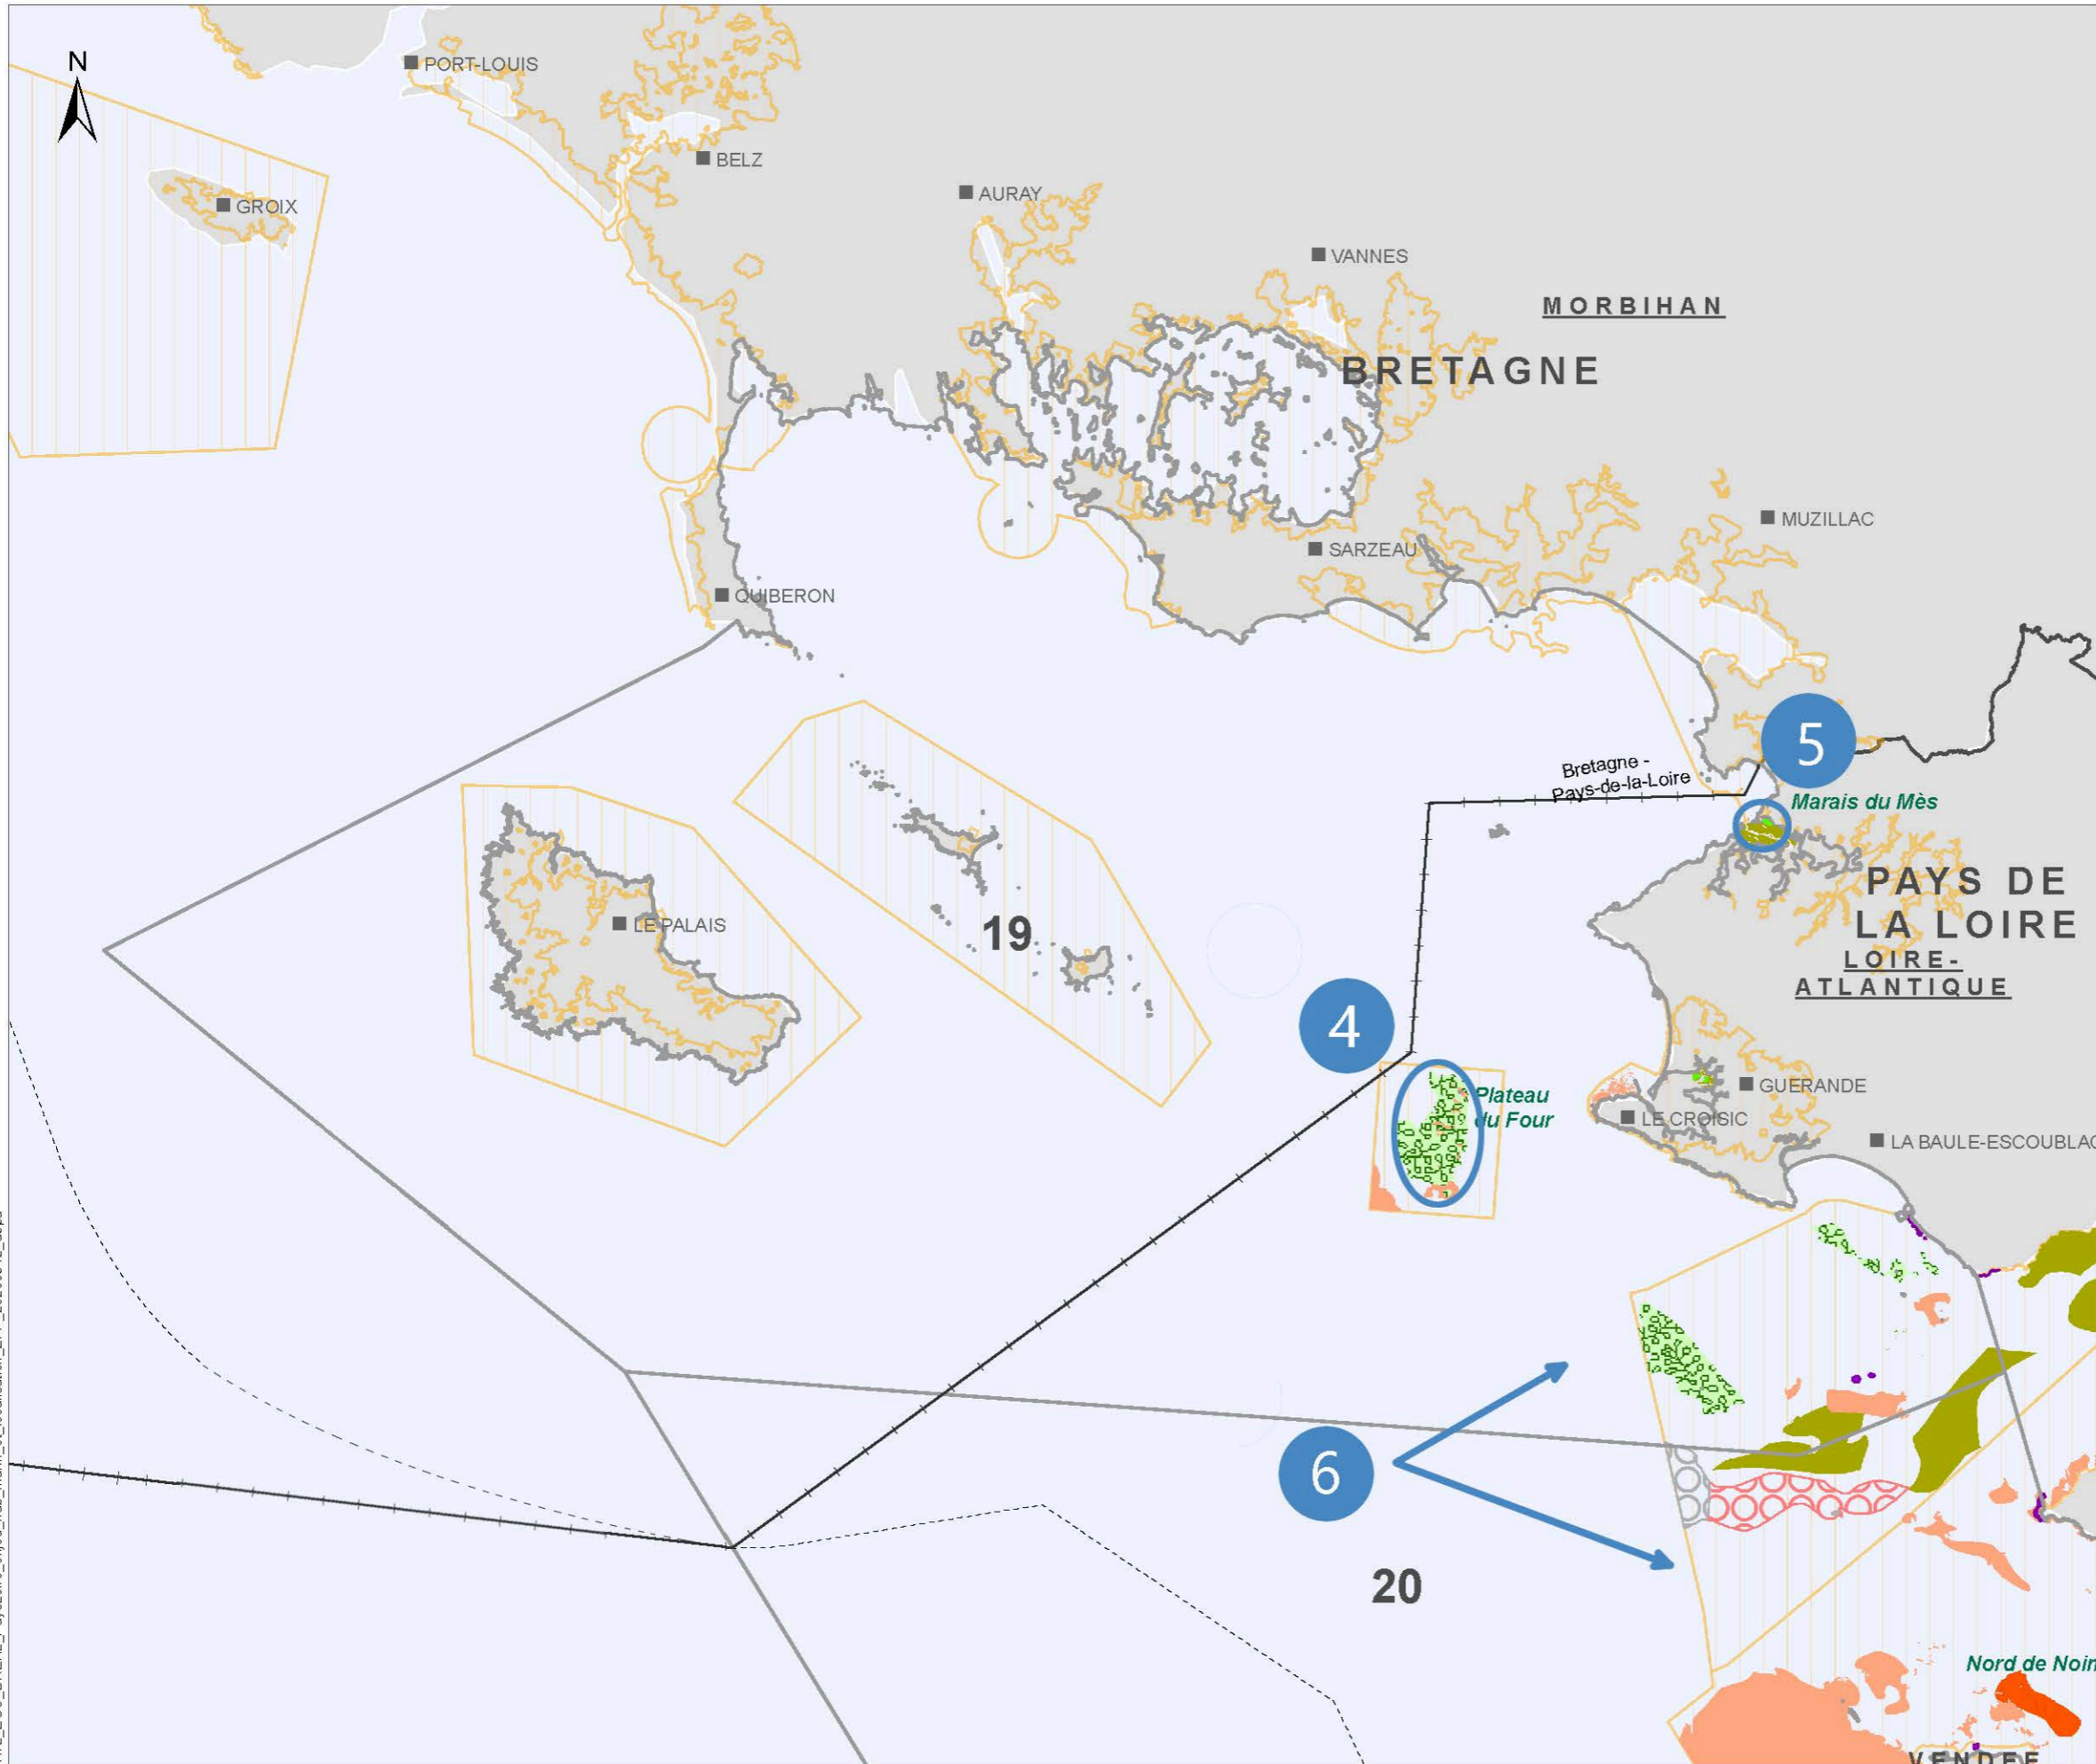 N
PORT-LOUIS
BELZ
GROIX
AURAY
VANNES
MORBIHAN
BRETAGNE
MUZILLAC
SARZEAU
QUIBERON
5
Bretagne -
Pays-de-la-Loire
Marais du Mès
PAYS DE
LA LOIRE
LOIRE-
ATLANTIQUE
LE PALAIS
19
4
Plateau
du Four
GUERANDE
LE CROISIC
LA BAULE-ESCOUBLAC
6
20
Nord de Noirm
VENDEE